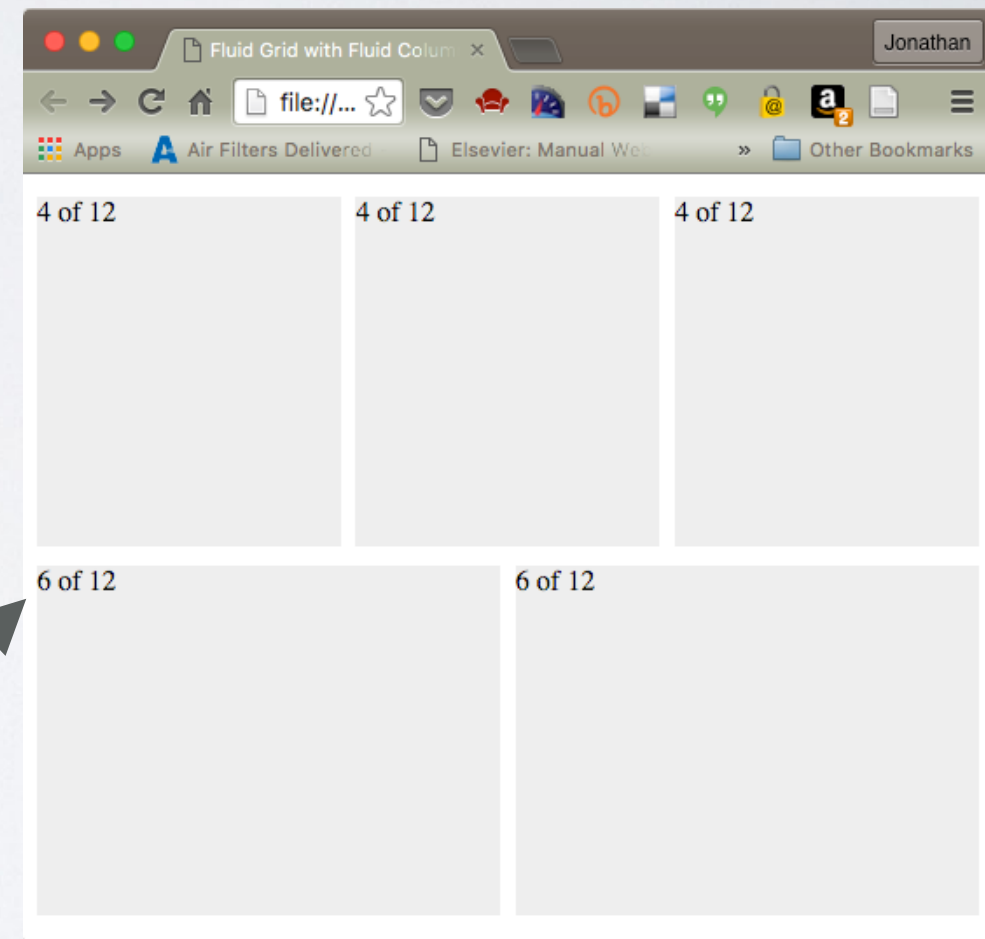 Fluid Grid with Fluid Colum
Jonathan
file://...
@
a
2
Apps
Air Filters Delivered
Elsevier: Manual We
»
Other Bookmarks
4 of 12
4 of 12
4 of 12
6 of 12
6 of 12